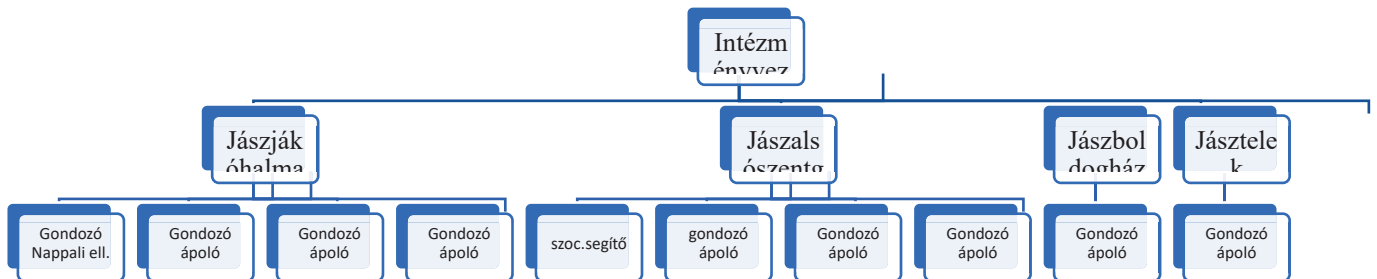 Intézm
ényvez
Jászják
óhalma
Jászals
ószentg
Jászbol
dogház
Jásztele
k
Gondozó
Nappali ell.
Gondozó
ápoló
Gondozó
ápoló
Gondozó
ápoló
szoc.segítő
gondozó
ápoló
Gondozó
ápoló
Gondozó
ápoló
Gondozó
ápoló
Gondozó
ápoló